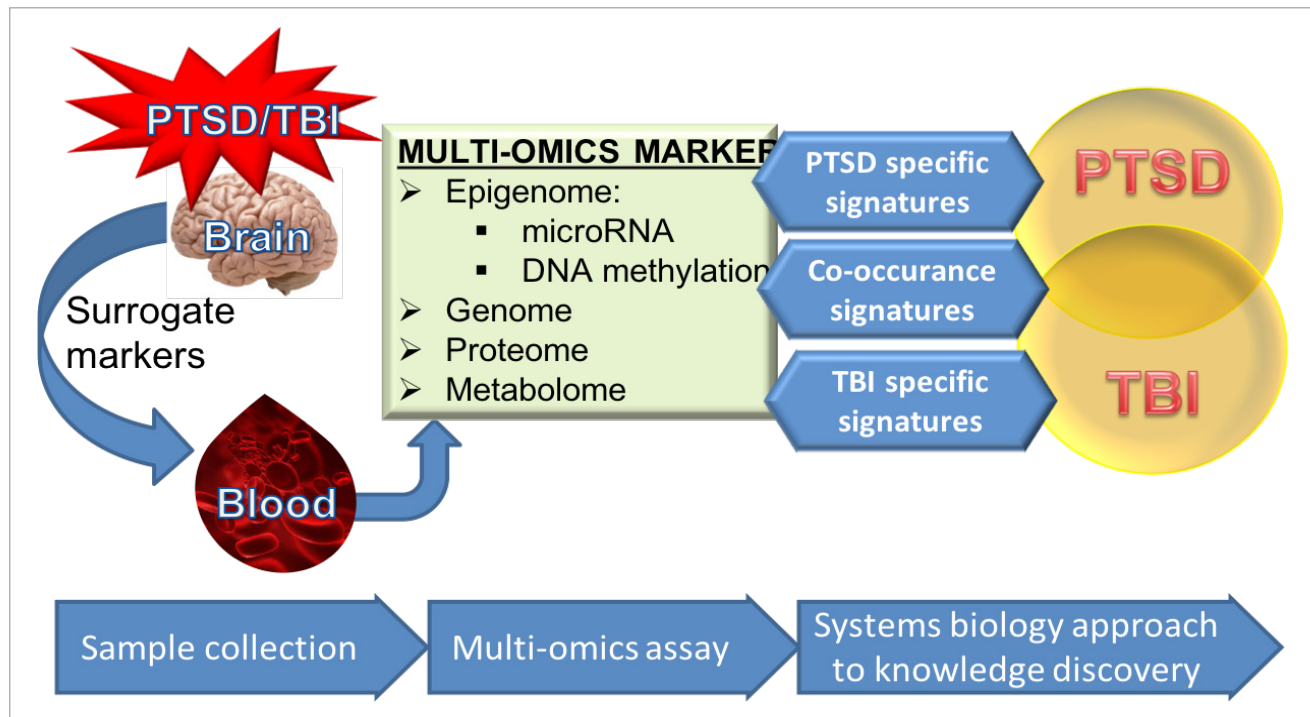 PTSD/TBI
Brain
Surrogate
markers
Blood
MULTI-OMICS MARKER
➢ Epigenome:
▪ microRNA
▪ DNA methylation
➢ Genome
➢ Proteome
➢ Metabolome
PTSD specific
signatures
Co-occurance
signatures
TBI specific
signatures
PTSD
TBI
Sample collection
Multi-omics assay
Systems biology approach
to knowledge discovery